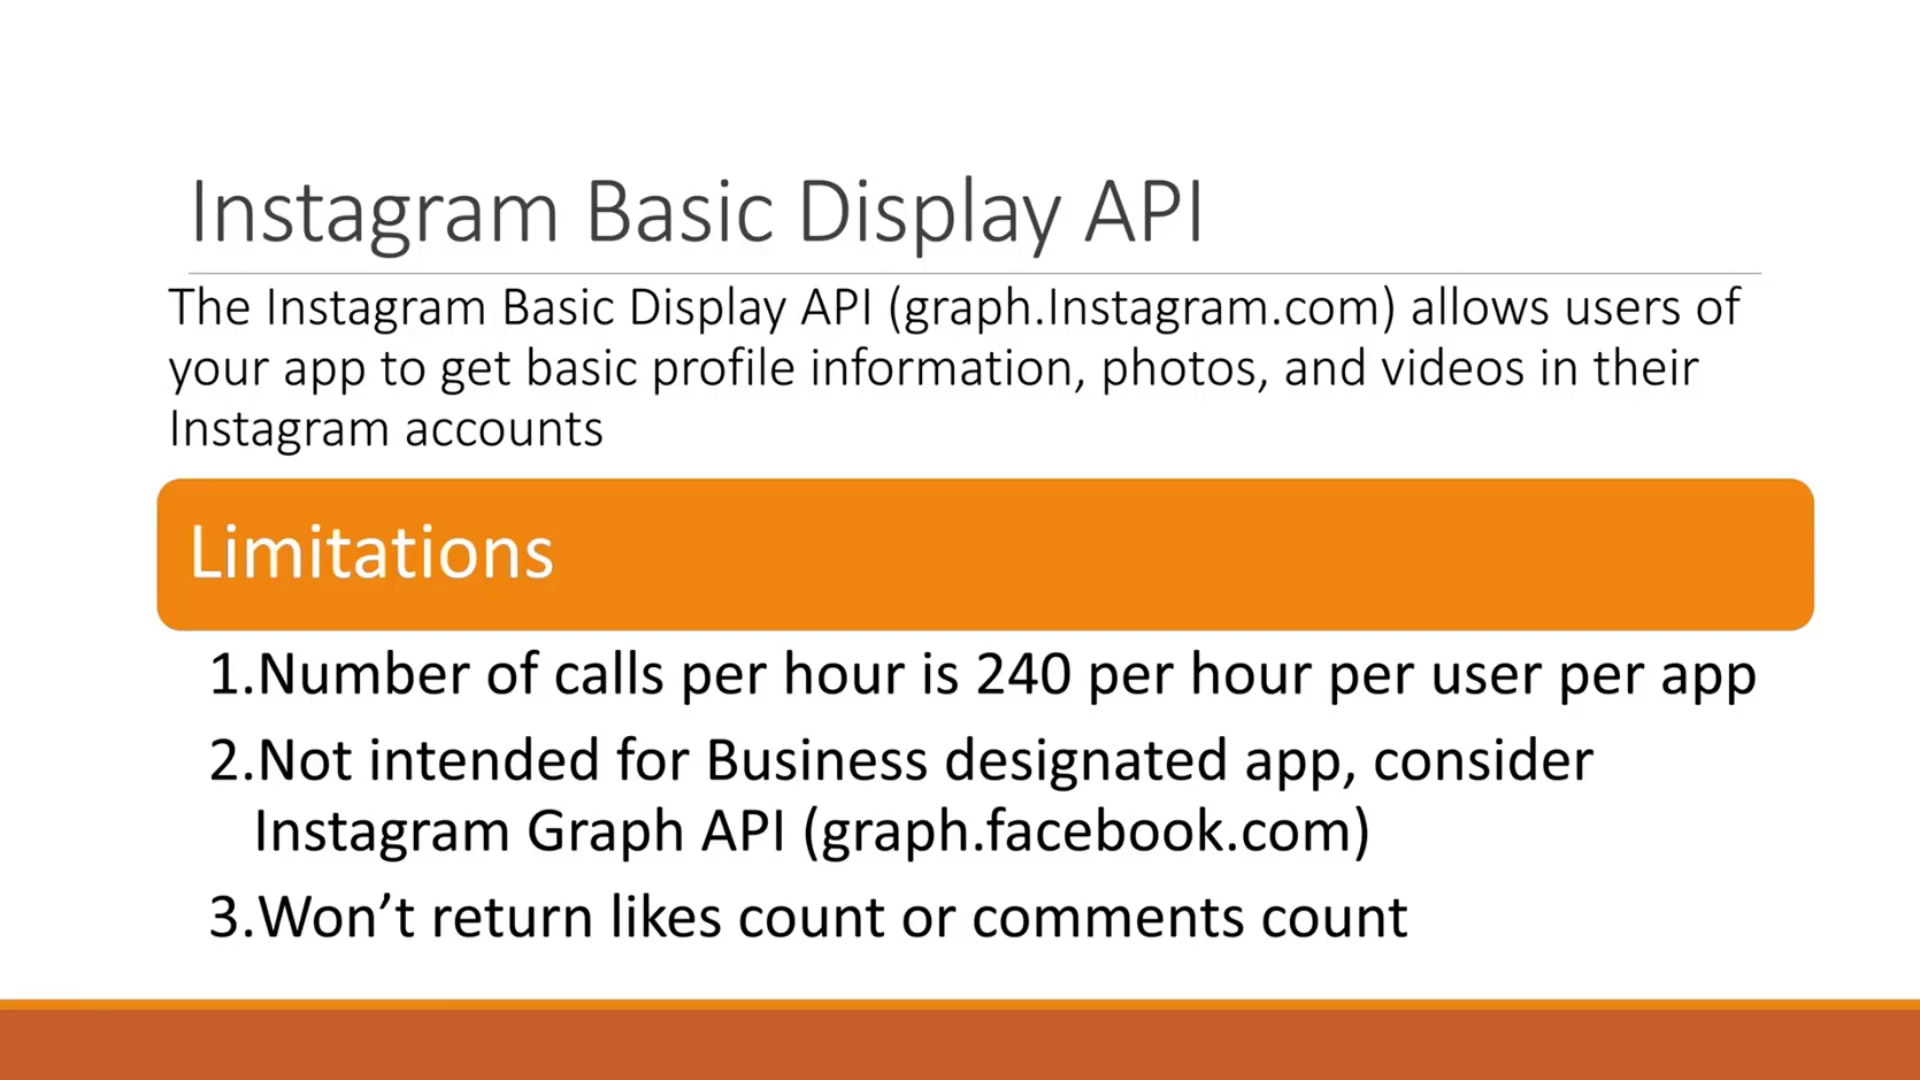 Instagram Basic Display API
The Instagram Basic Display API (graph.Instagram.com) allows users of
your app to get basic profile information, photos, and videos in their
Instagram accounts
Limitations
1.Number of calls per hour is 240 per hour per user per app
2.Not intended for Business designated app, consider
Instagram Graph API (graph.facebook.com)
3.Won’t return likes count or comments count